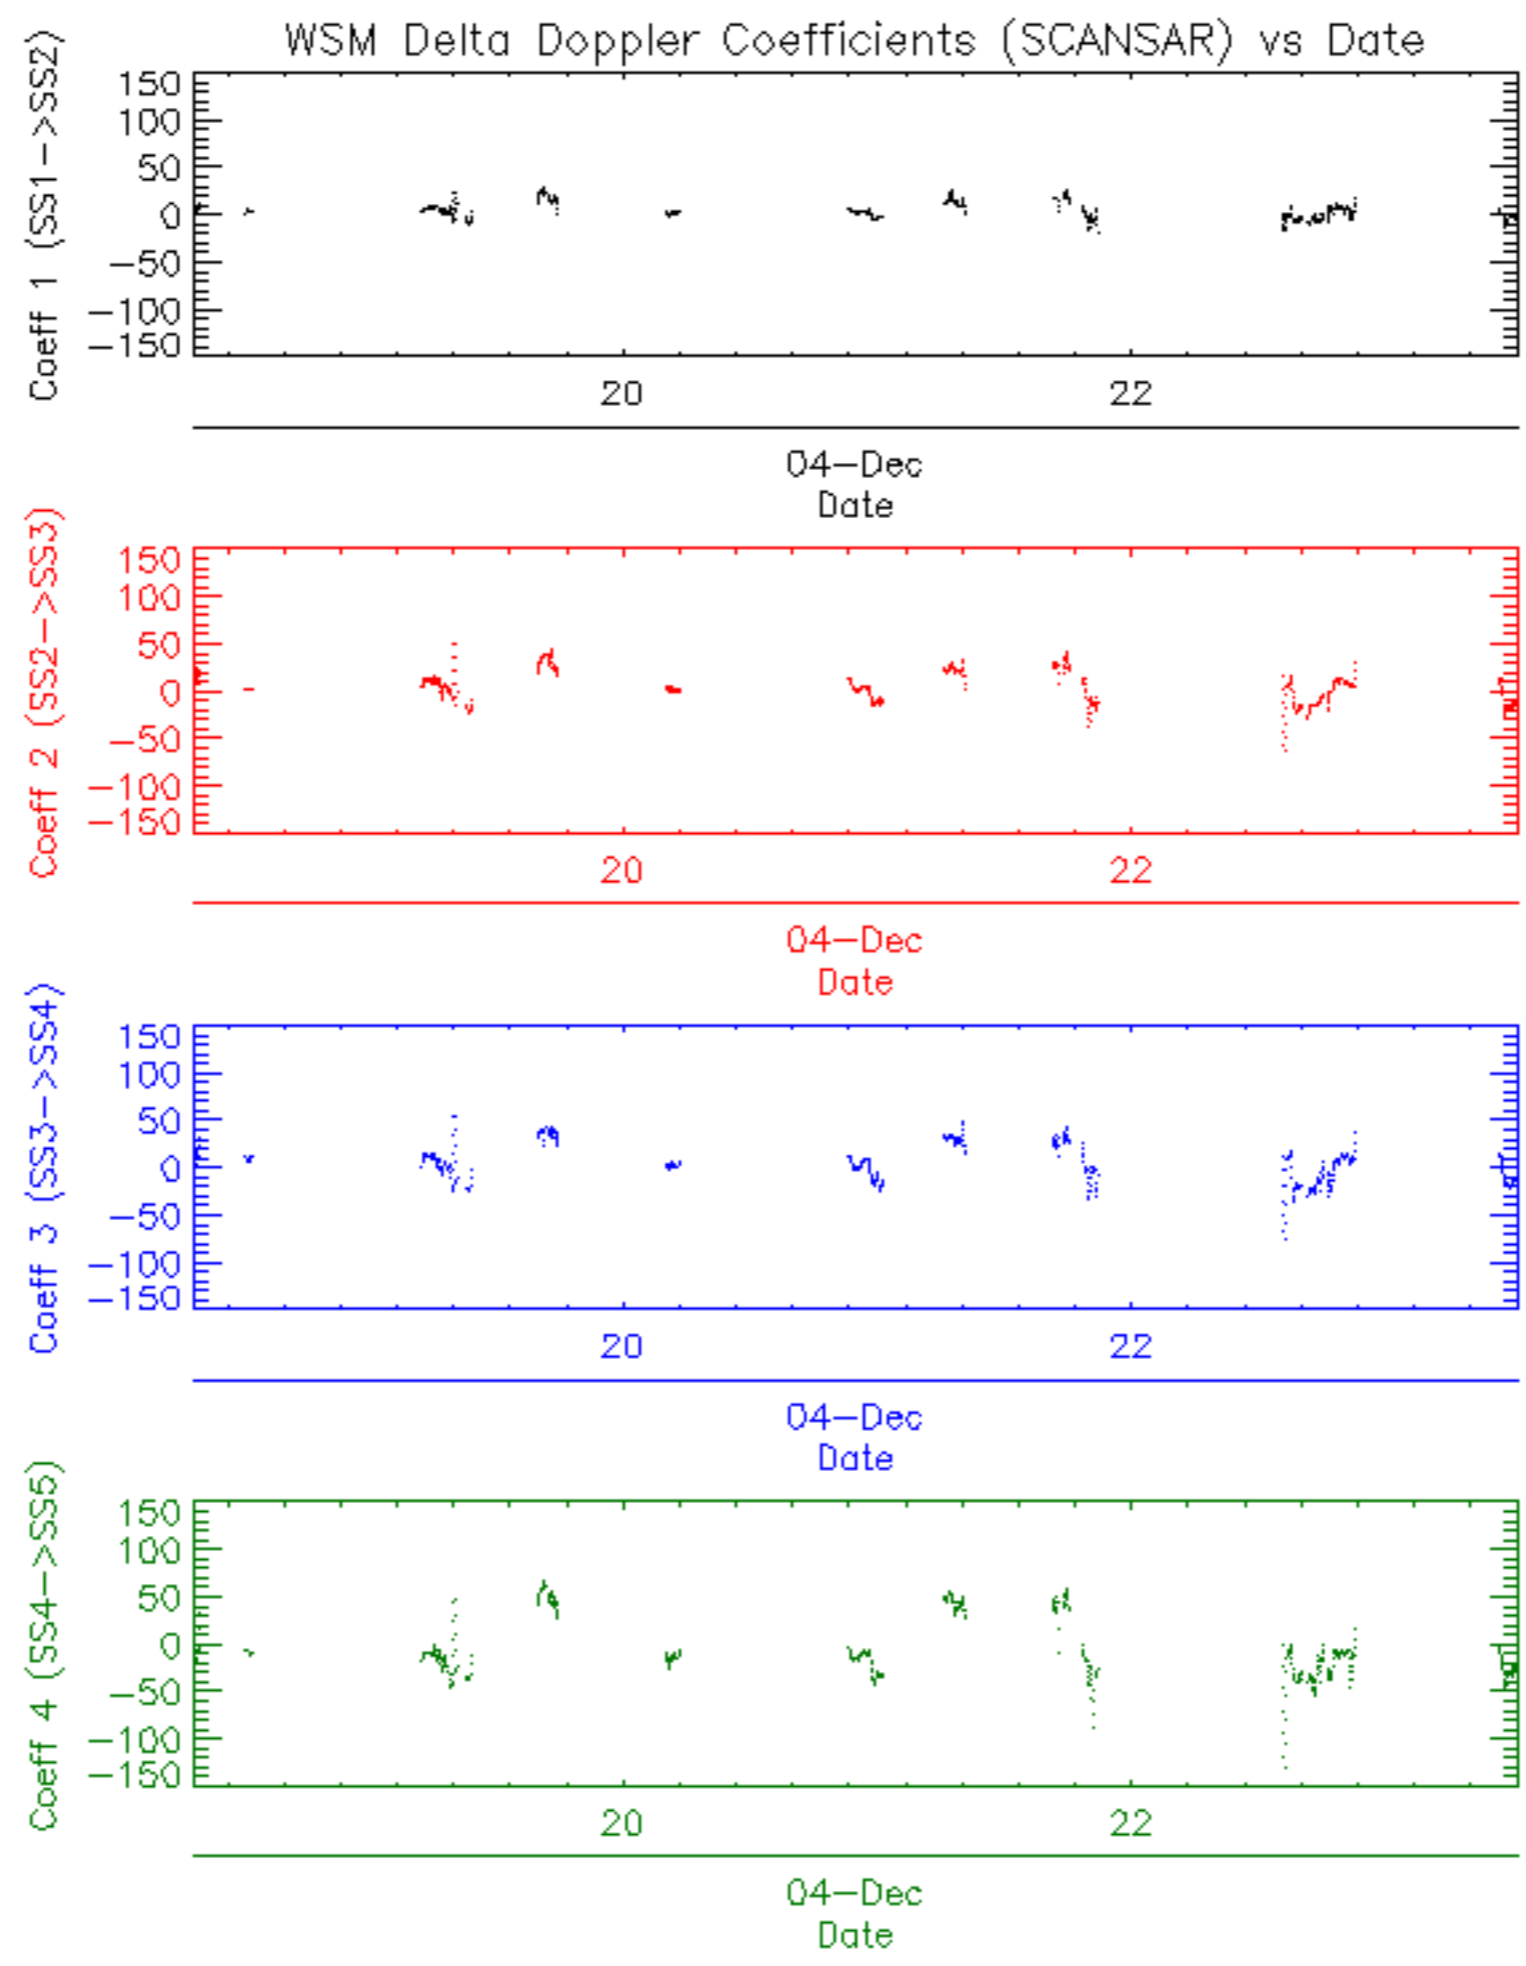 WSM Delta Doppler Coefficients (SCANSAR) vs Date
Coeff 1 (SS1->SS2)
150
100
50
0
-50
-100
-150
20 22
04-Dec
Date
Coeff 2 (SS2->SS3)
150
100
50
0
-50
-100
-150
20 22
04-Dec
Date
Coeff 3 (SS3->SS4)
150
100
50
0
-50
-100
-150
20 22
04-Dec
Date
Coeff 4 (SS4->SS5)
150
100
50
0
-50
-100
-150
20 22
04-Dec
Date